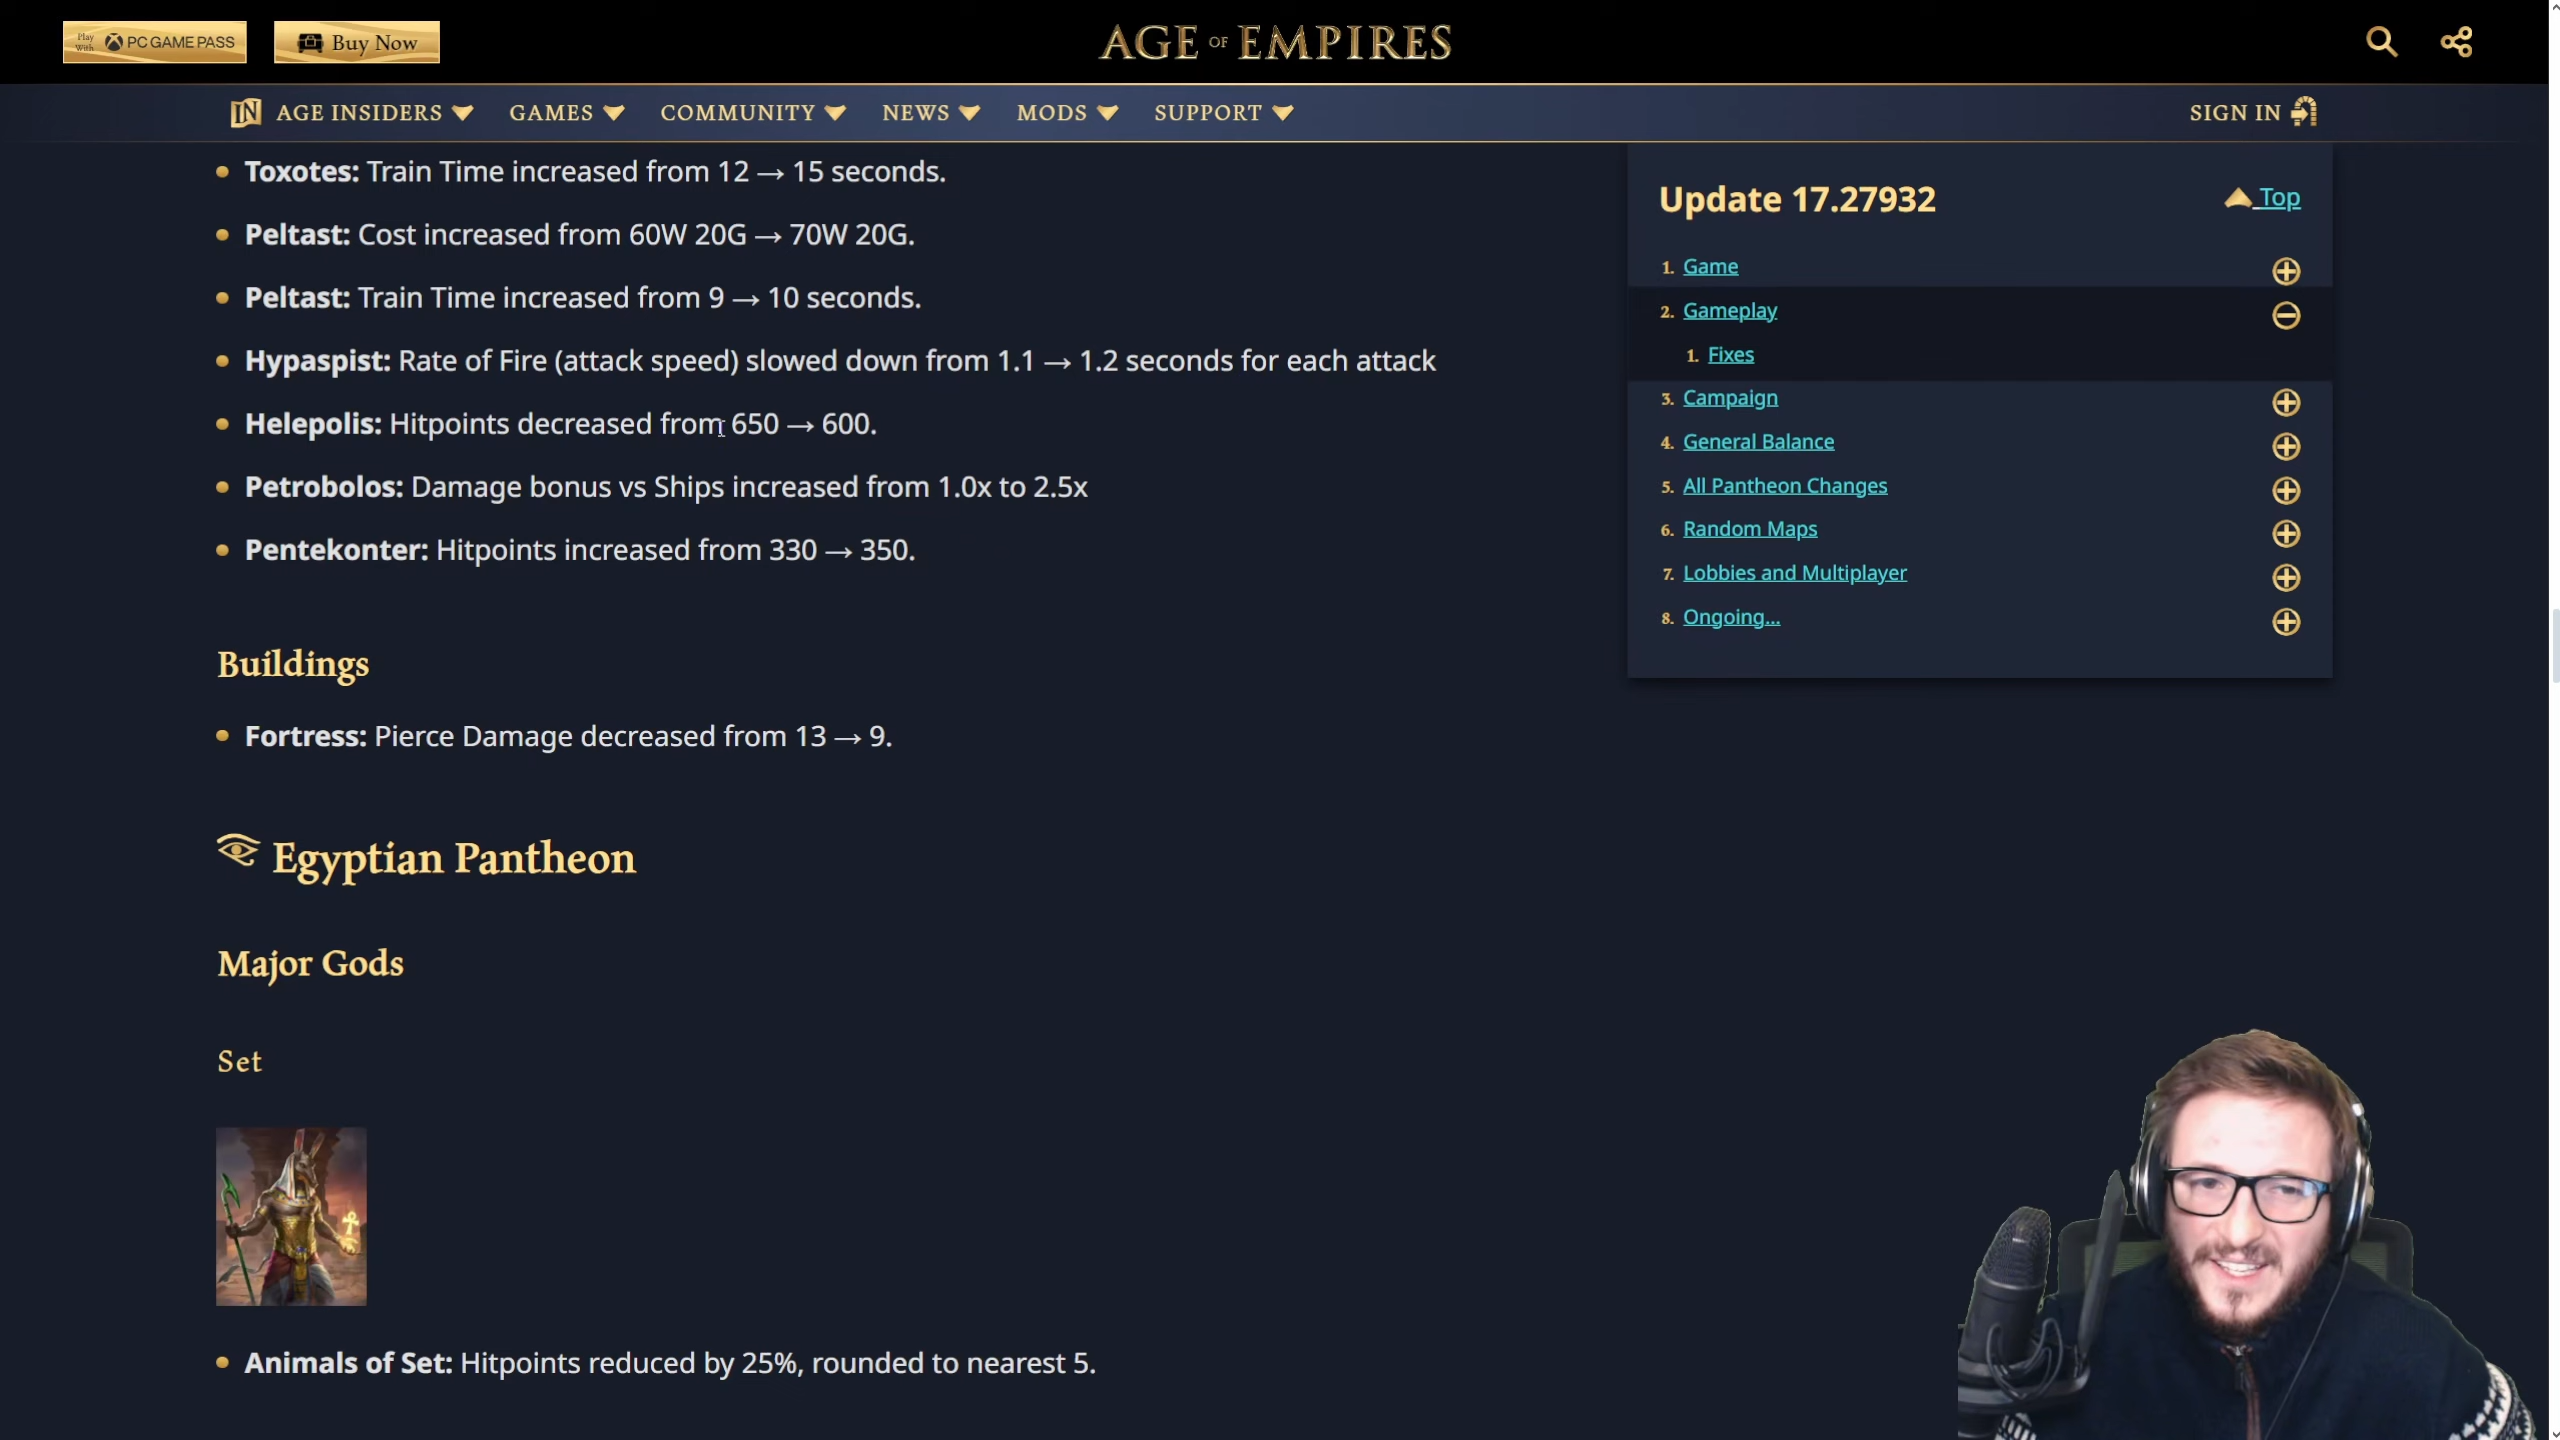 Play With PC GAME PASS
Buy Now
AGE OF EMPIRES
IN AGE INSIDERS GAMES COMMUNITY NEWS MODS SUPPORT SIGN IN
Toxotes: Train Time increased from 12 → 15 seconds.
Peltast: Cost increased from 60W 20G → 70W 20G.
Peltast: Train Time increased from 9 → 10 seconds.
Hypaspist: Rate of Fire (attack speed) slowed down from 1.1 → 1.2 seconds for each attack
Helepolis: Hitpoints decreased from 650 → 600.
Petrobolos: Damage bonus vs Ships increased from 1.0x to 2.5x
Pentekonter: Hitpoints increased from 330 → 350.
Buildings
Fortress: Pierce Damage decreased from 13 → 9.
Egyptian Pantheon
Major Gods
Set
Animals of Set: Hitpoints reduced by 25%, rounded to nearest 5.
Update 17.27932 Top
1. Game
2. Gameplay
1. Fixes
3. Campaign
4. General Balance
5. All Pantheon Changes
6. Random Maps
7. Lobbies and Multiplayer
8. Ongoing...